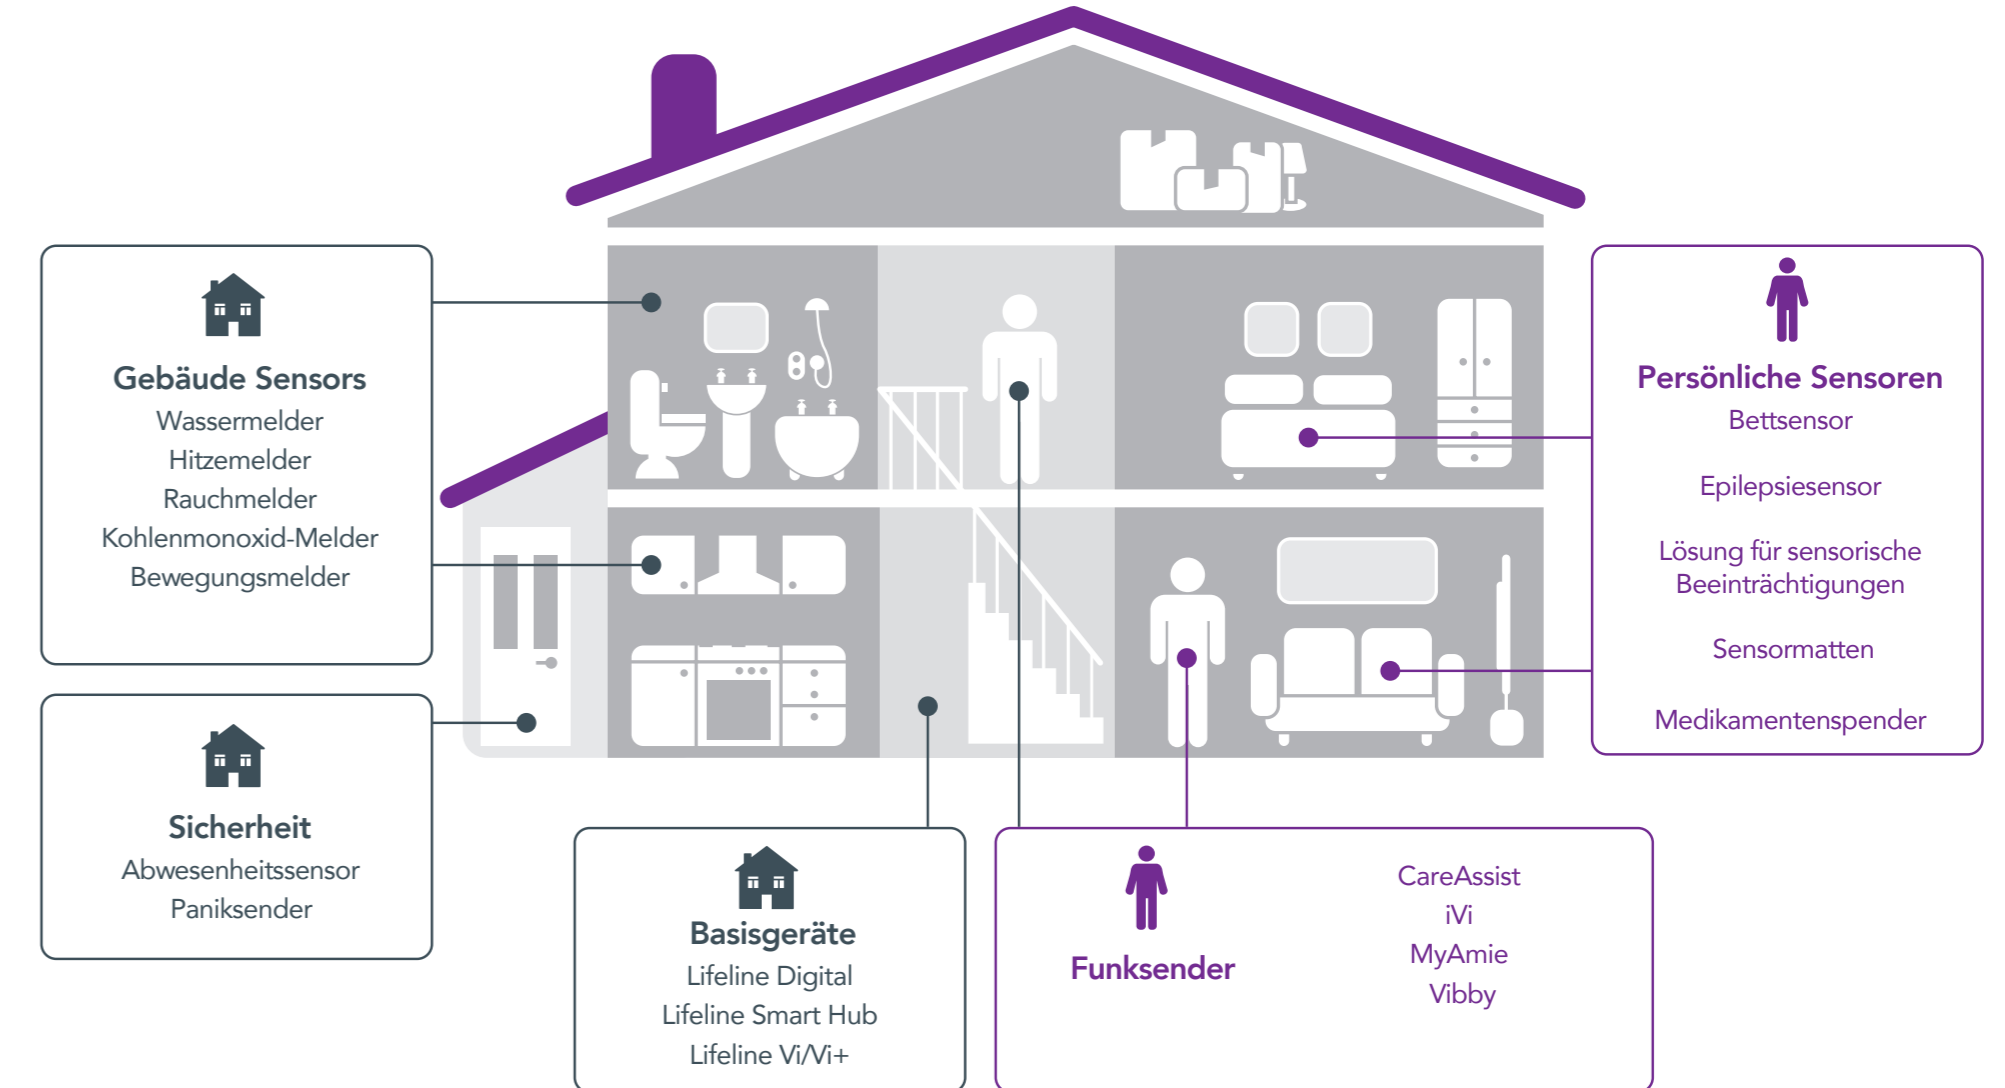 Gebäude Sensors
Wassermelder
Hitzemelder
Rauchmelder
Kohlenmonoxid-Melder
Bewegungsmelder
Sicherheit
Abwesenheitssensor
Paniksender
Basisgeräte
Lifeline Digital
Lifeline Smart Hub
Lifeline Vi/Vi+
Funksender
CareAssist
iVi
MyAmie
Vibby
Persönliche Sensoren
Bettsensor
Epilepsiesensor
Lösung für sensorische
Beeinträchtigungen
Sensormatten
Medikamentenspender